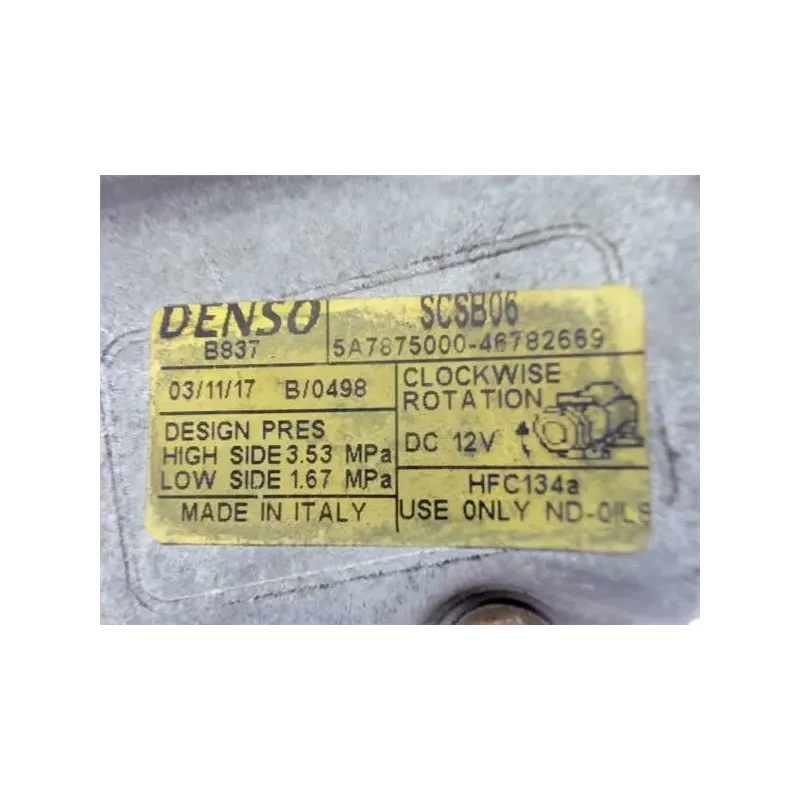 DENSO SCSB06
B837 5A7875000-46782669
03/11/17 B/0498
CLOCKWISE
ROTATION
DC 12V
DESIGN PRES
HIGH SIDE 3.53 MPa
LOW SIDE 1.67 MPa
HFC134a
MADE IN ITALY
USE ONLY ND-OIL8